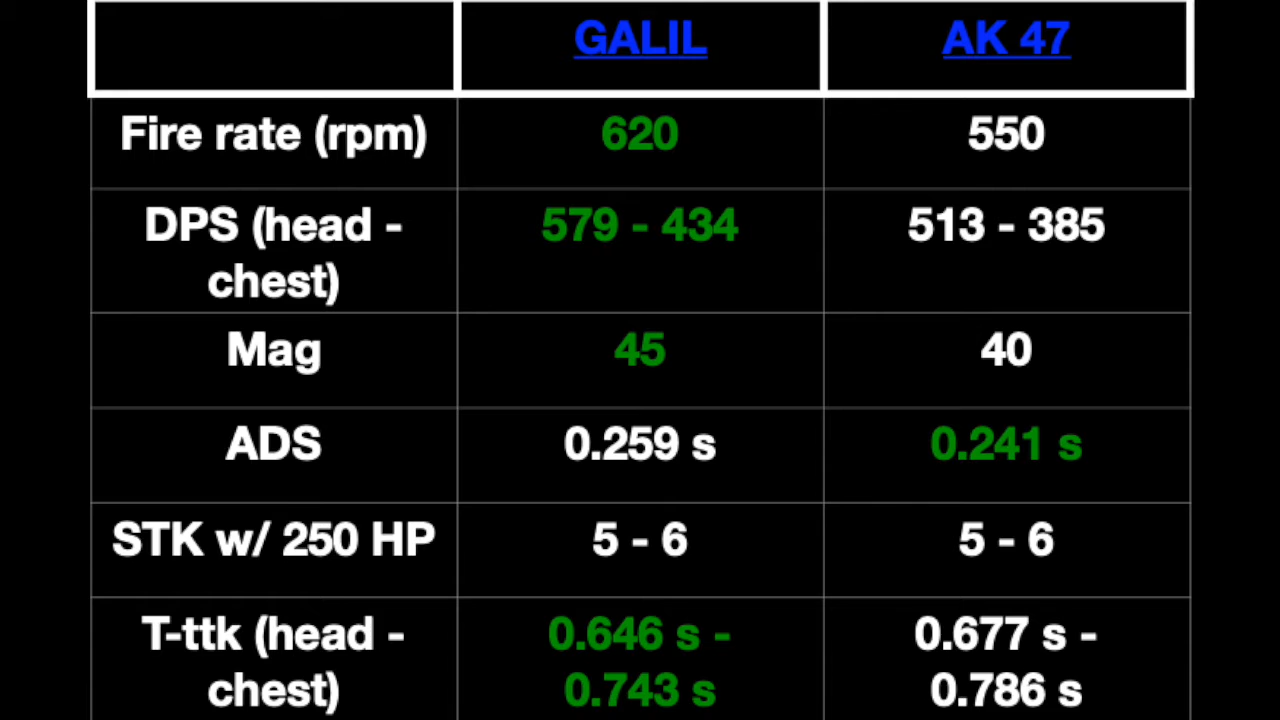 GALIL AK 47
Fire rate (rpm) 620 550
DPS (head - chest) 579 - 434 513 - 385
Mag 45 40
ADS 0.259 s 0.241 s
STK w/ 250 HP 5 - 6 5 - 6
T-ttk (head - chest) 0.646 s - 0.743 s 0.677 s - 0.786 s